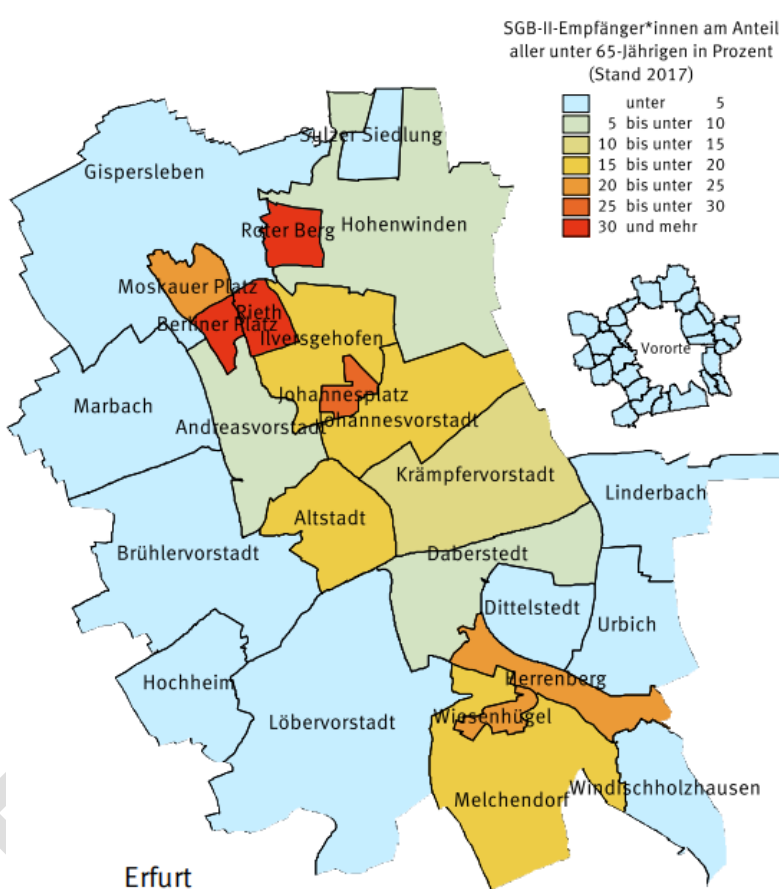 SGB-II-Empfänger*innen am Anteil
aller unter 65-Jährigen in Prozent
(Stand 2017)
unter 5
5 bis unter 10
10 bis unter 15
15 bis unter 20
20 bis unter 25
25 bis unter 30
30 und mehr
Sulzer Siedlung
Gispersleben
Roter Berg
Hohenwinden
Moskauer Platz
Rieth
Berliner Platz
Ilversgehofen
Vororte
Johannesplatz
Marbach
Andreasvorstadt
Johannesvorstadt
Krämpfervorstadt
Linderbach
Altstadt
Brühlervorstadt
Daberstedt
Dittelstedt
Urbich
Hochheim
Herrenberg
Löbervorstadt
Wiesenhügel
Windischholzhausen
Melchendorf
Erfurt